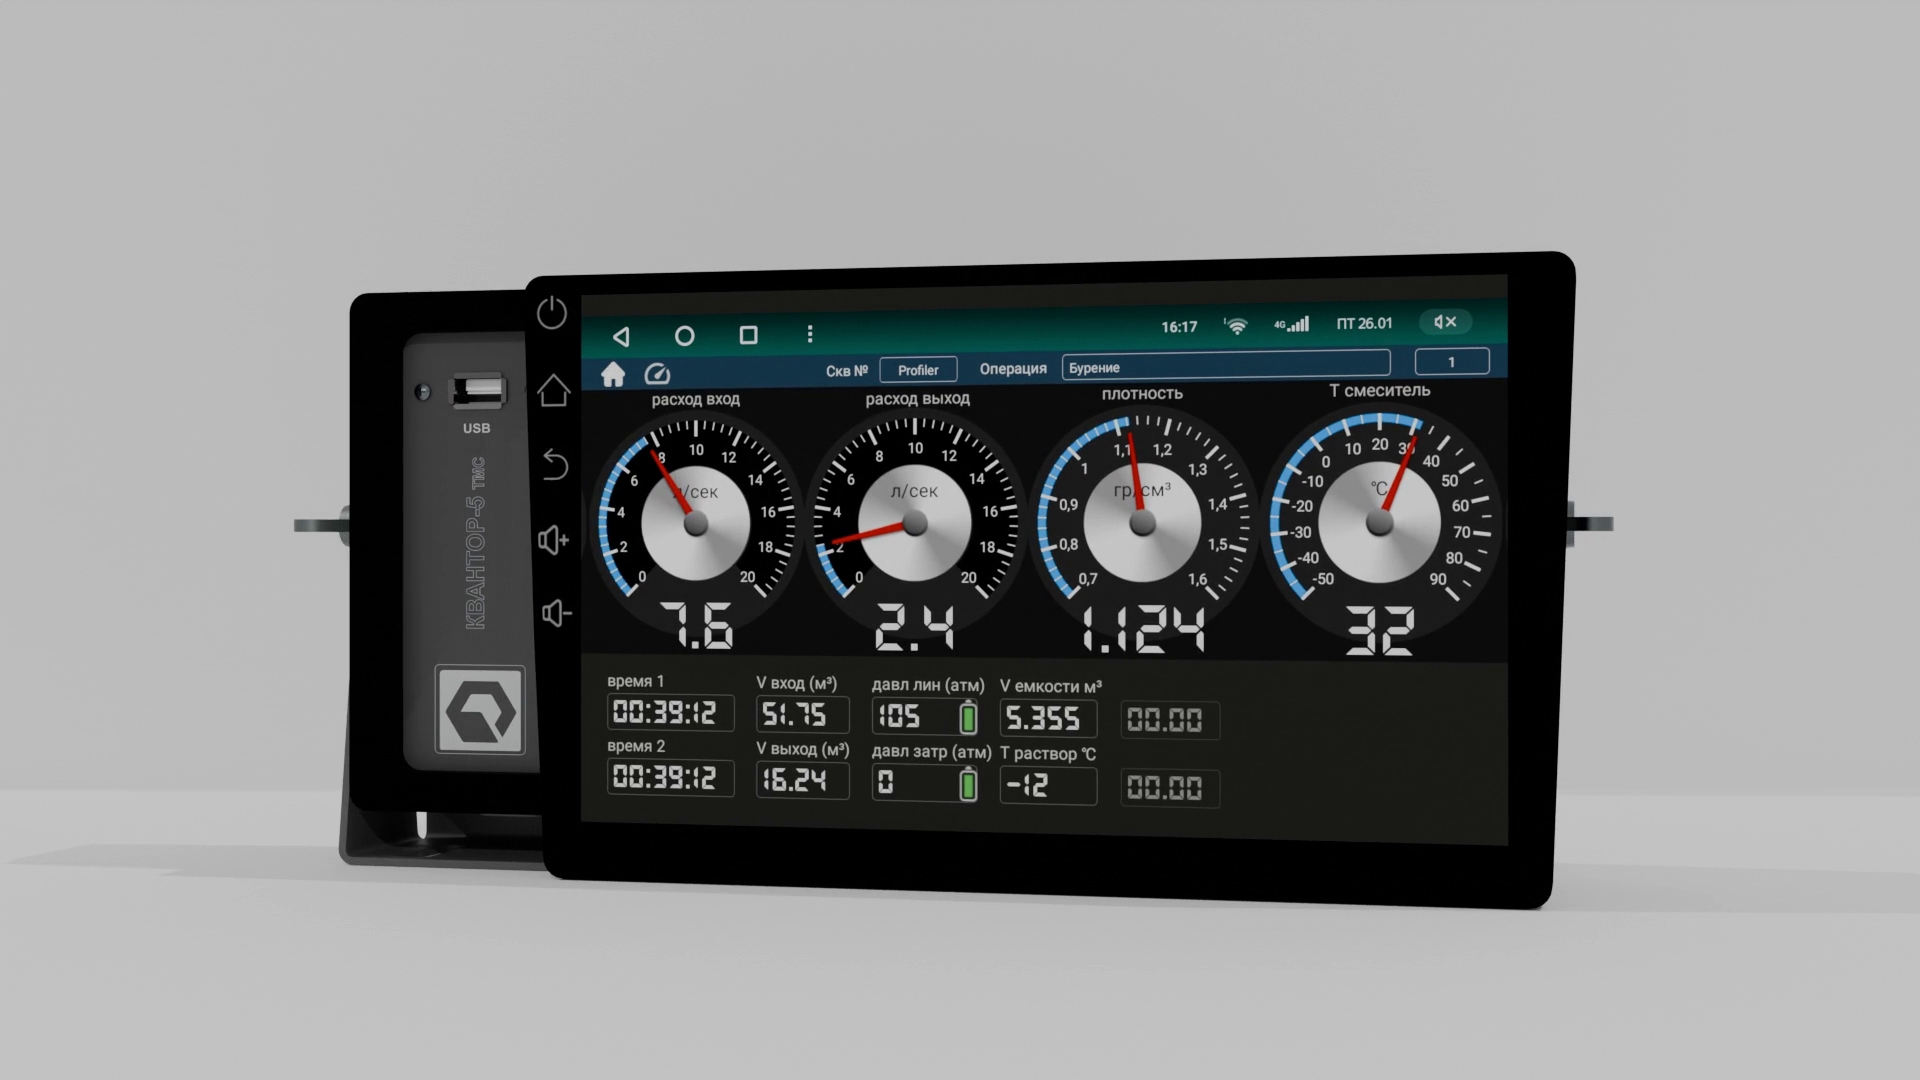 16:17 4G ПТ 26.01
Скв № Profiler Операция Бурение 1
расход вход
10
8 12
6 14
л/сек
4 16
2 18
0 20
7.6
расход выход
10
8 12
6 14
л/сек
4 16
2 18
0 20
2.4
плотность
1,1 1,2
1 1,3
гр/см³
0,9 1,4
0,8 1,5
0,7 1,6
1.124
Т смеситель
10 20 30
0 40
-10 °C 50
-20 60
-30 70
-40 80
-50 90
32
время 1 V вход (м³) давл лин (атм) V емкости м³
00:39:12 51.75 105 5.355 00.00
время 2 V выход (м³) давл затр (атм) Т раствор °C
00:39:12 16.24 0 -12 00.00
USB
КВАНТОР-5 ТМС